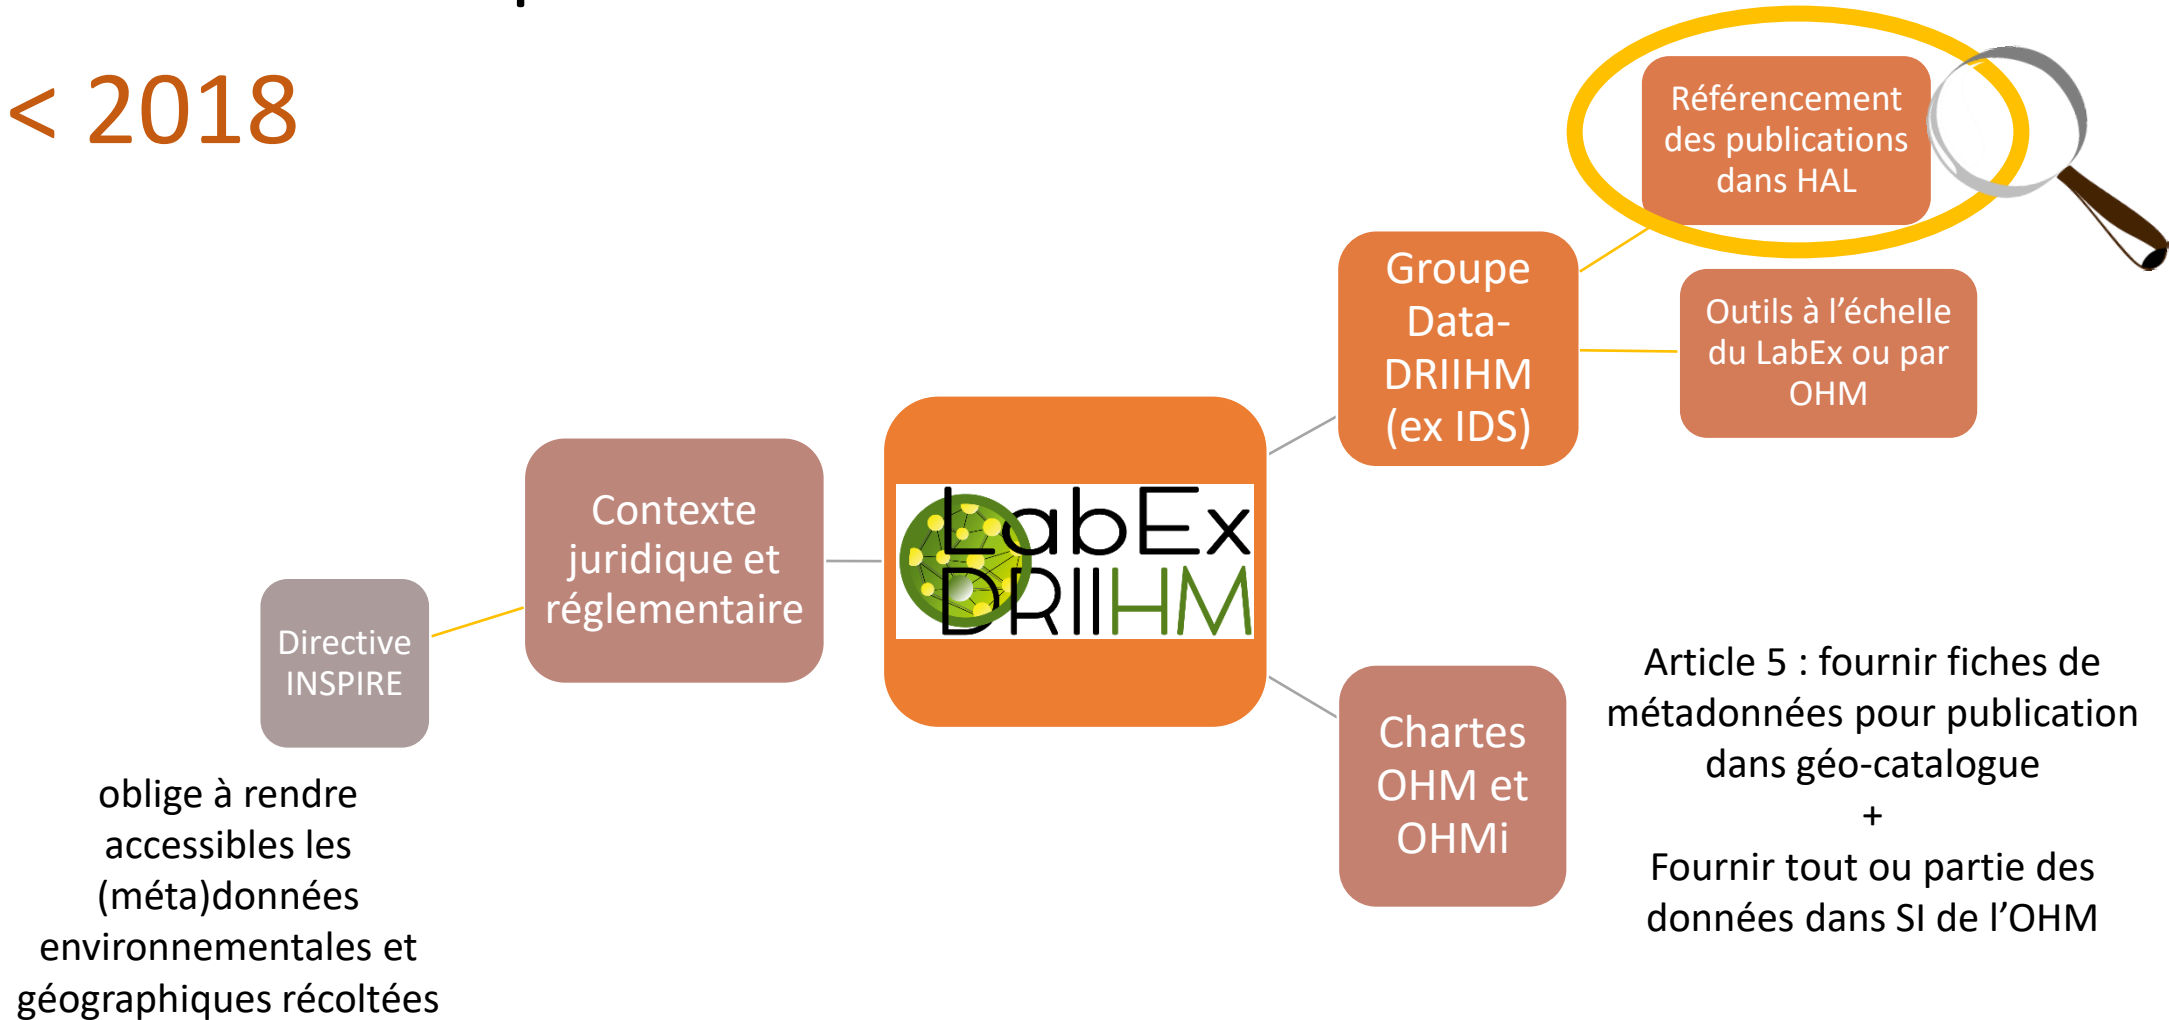 < 2018
Référencement
des publications
dans HAL
Groupe
Data-
DRIIHM
(ex IDS)
Outils à l’échelle
du LabEx ou par
OHM
LabEx
DRIIHM
Contexte
juridique et
réglementaire
Directive
INSPIRE
oblige à rendre
accessibles les
(méta)données
environnementales et
géographiques récoltées
Chartes
OHM et
OHMi
Article 5 : fournir fiches de
métadonnées pour publication
dans géo-catalogue
+
Fournir tout ou partie des
données dans SI de l’OHM